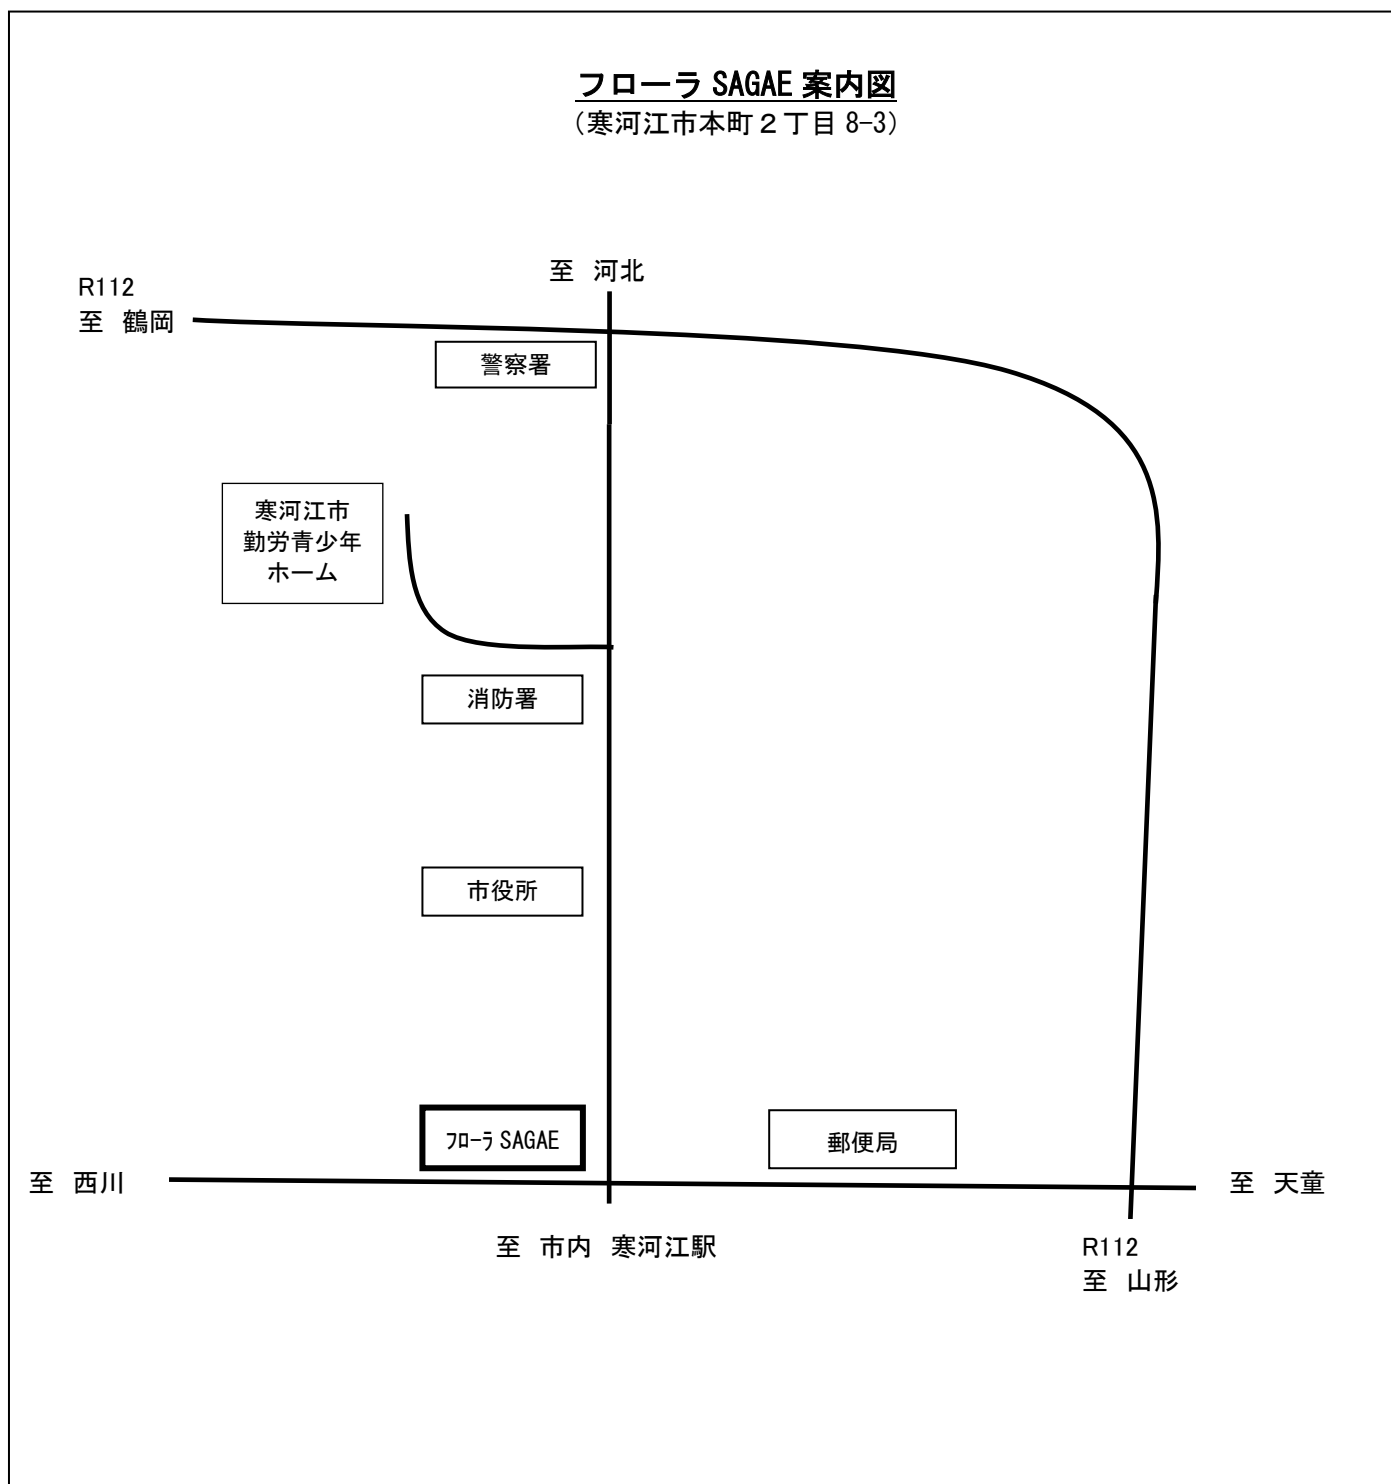 フローラ SAGAE 案内図
(寒河江市本町２丁目 8-3)
至 河北
R112
至 鶴岡
警察署
寒河江市
勤労青少年
ホーム
消防署
市役所
ﾌﾛｰﾗ SAGAE
郵便局
至 西川
至 天童
至 市内 寒河江駅
R112
至 山形